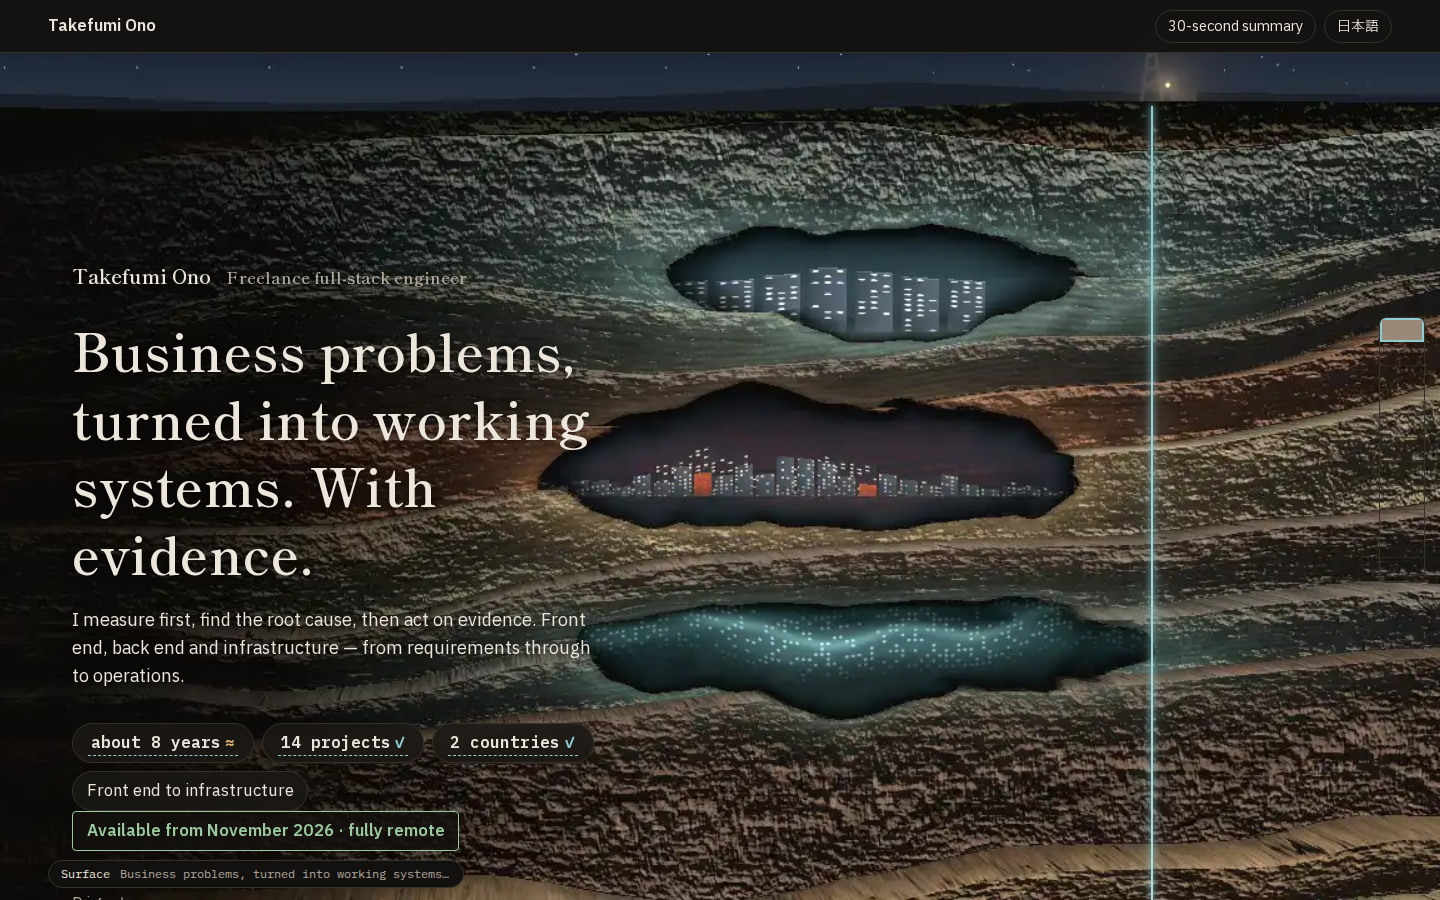 Takefumi Ono
30-second summary
日本語
Takefumi Ono Freelance full-stack engineer
Business problems,
turned into working
systems. With
evidence.
I measure first, find the root cause, then act on evidence. Front
end, back end and infrastructure — from requirements through
to operations.
about 8 years ≈
14 projects ✓
2 countries ✓
Front end to infrastructure
Available from November 2026 · fully remote
Surface Business problems, turned into working systems…